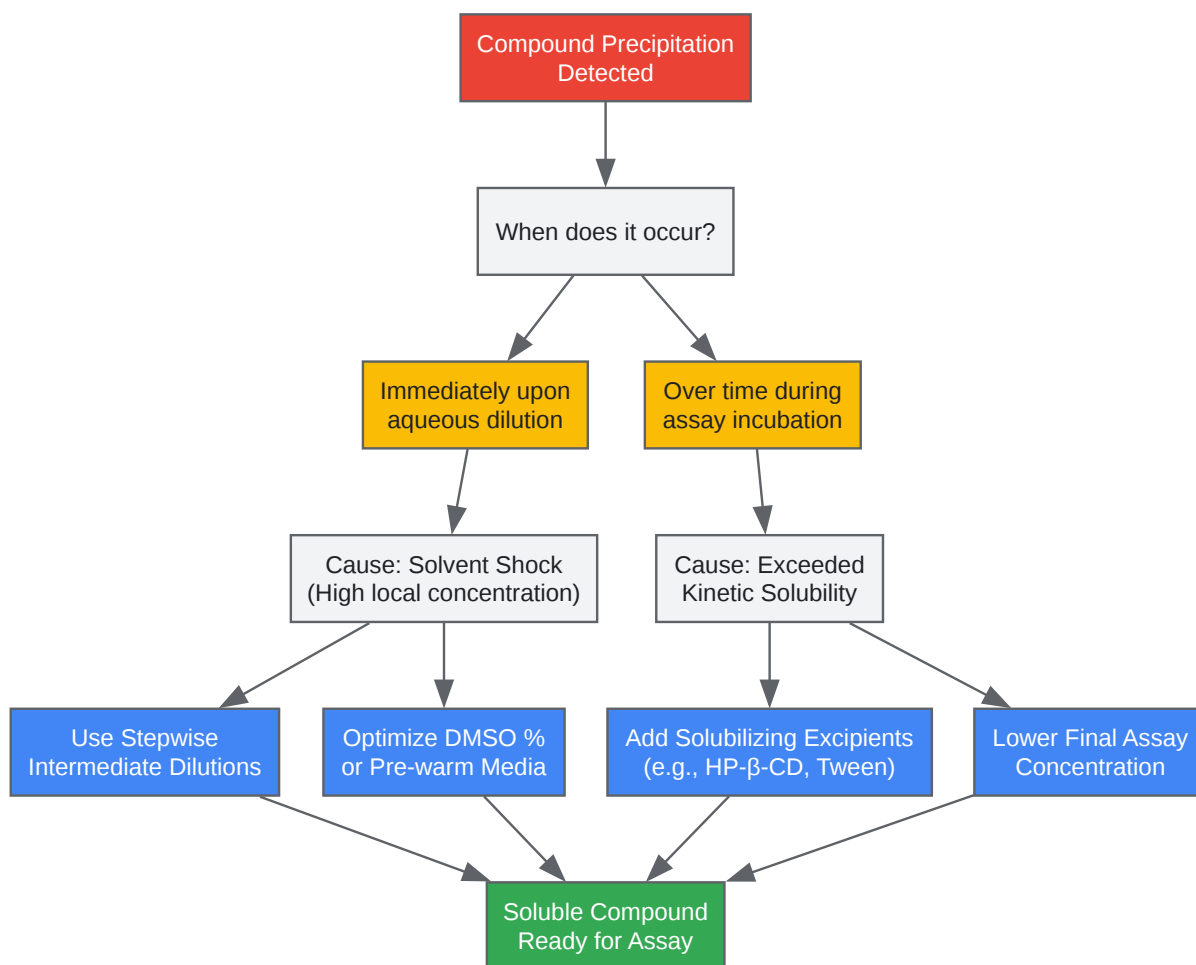 Compound Precipitation
Detected
When does it occur?
Immediately upon
aqueous dilution
Over time during
assay incubation
Cause: Solvent Shock
(High local concentration)
Cause: Exceeded
Kinetic Solubility
Use Stepwise
Intermediate Dilutions
Optimize DMSO %
or Pre-warm Media
Add Solubilizing Excipients
(e.g., HP-β-CD, Tween)
Lower Final Assay
Concentration
Soluble Compound
Ready for Assay